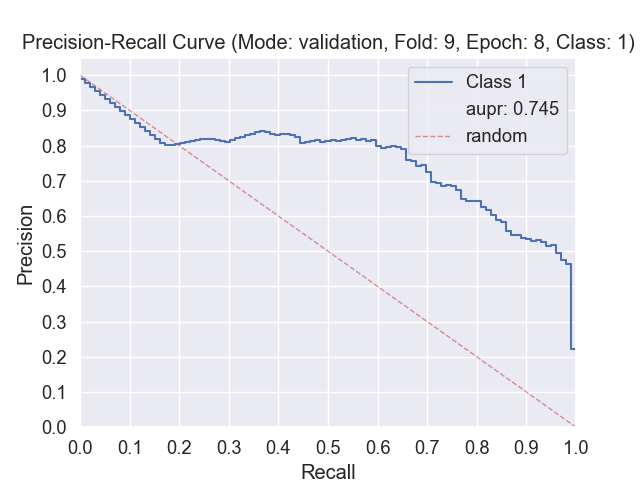 Precision-Recall Curve (Mode: validation, Fold: 9, Epoch: 8, Class: 1)
Class 1
aupr: 0.745
random
Precision
1.0
0.9
0.8
0.7
0.6
0.5
0.4
0.3
0.2
0.1
0.0
0.0 0.1 0.2 0.3 0.4 0.5 0.6 0.7 0.8 0.9 1.0
Recall